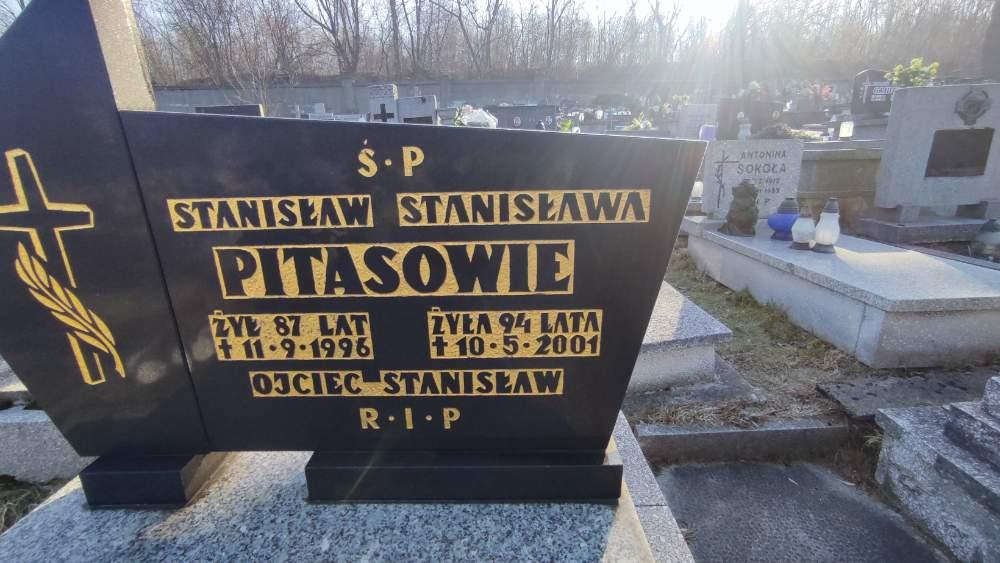 Ś·P
STANISŁAW STANISŁAWA
PITASOWIE
ŻYŁ 87 LAT ŻYŁA 94 LATA
✝ 11·9·1996 ✝ 10·5·2001
OJCIEC STANISŁAW
R·I·P
ANTONINA
SOKOŁA